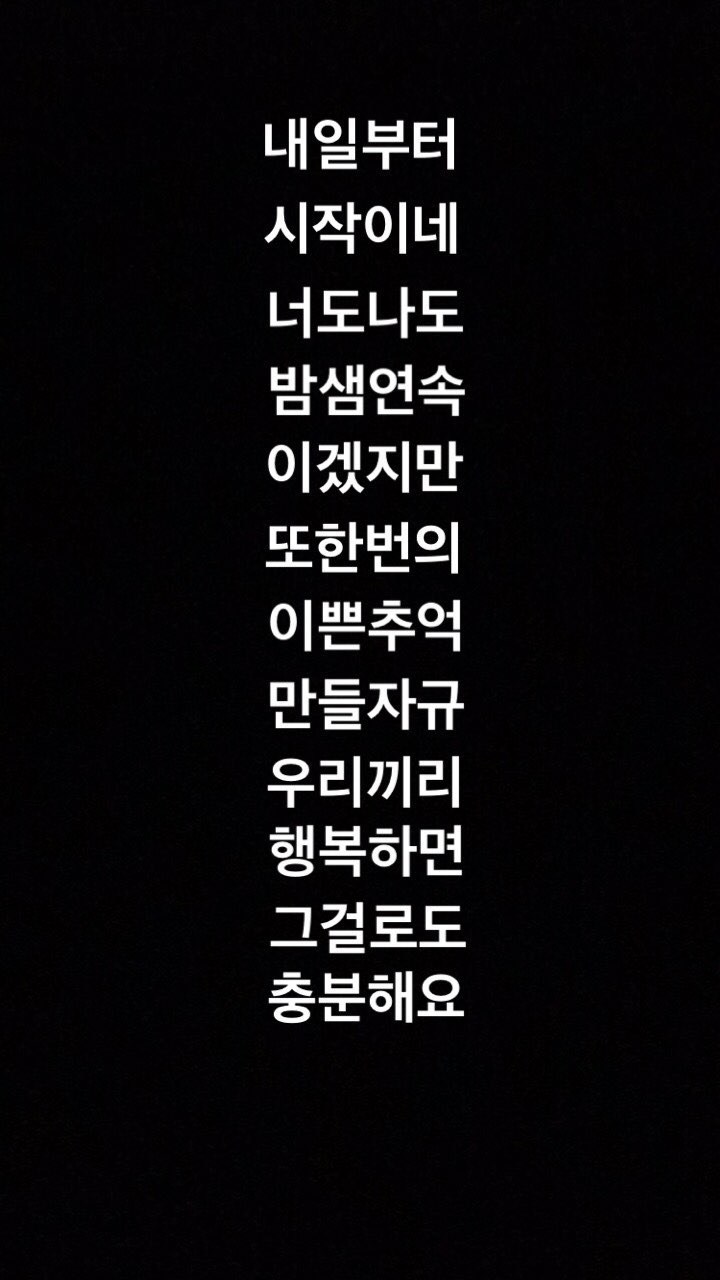 내일부터
시작이네
너도나도
밤샘연속
이겠지만
또한번의
이쁜추억
만들자규
우리끼리
행복하면
그걸로도
충분해요